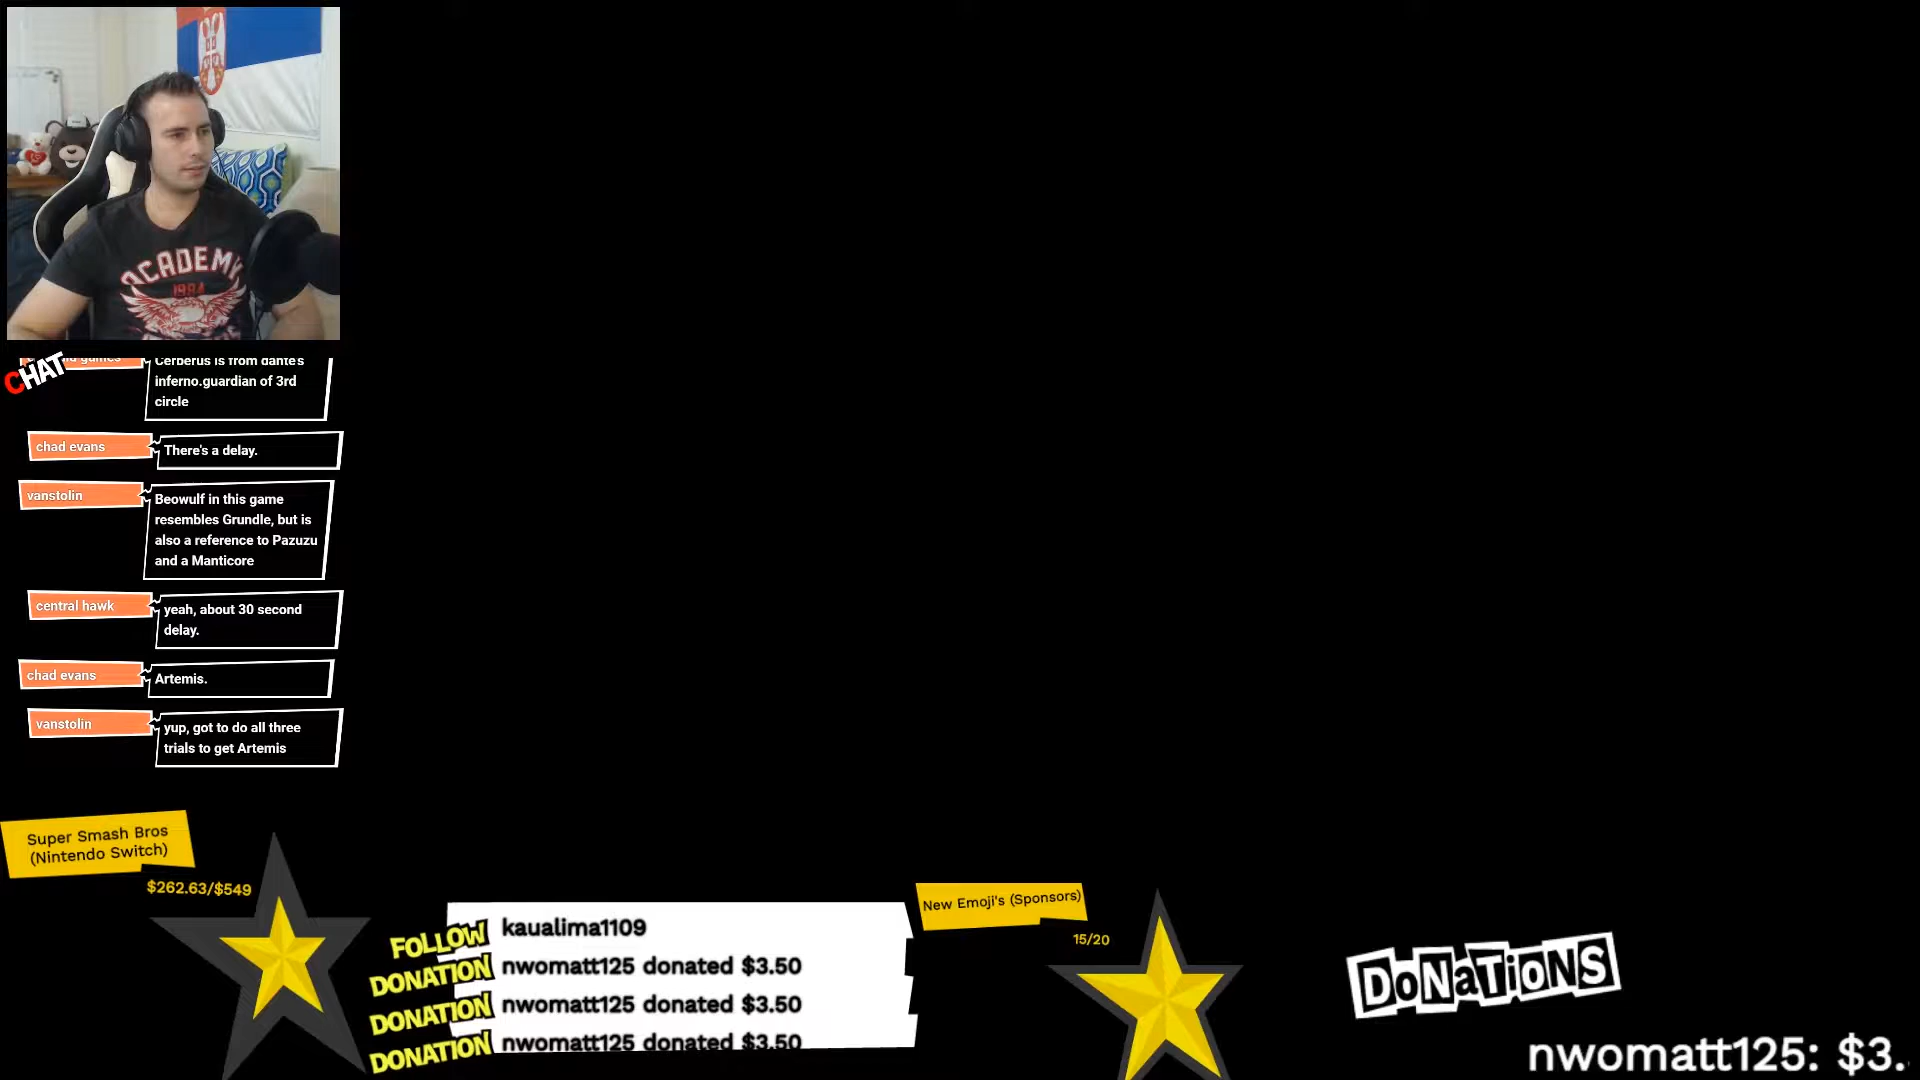 ACADEMY
1984
CHAT
games
Cerberus is from dante's
inferno.guardian of 3rd
circle
chad evans
There's a delay.
vanstolin
Beowulf in this game
resembles Grundle, but is
also a reference to Pazuzu
and a Manticore
central hawk
yeah, about 30 second
delay.
chad evans
Artemis.
vanstolin
yup, got to do all three
trials to get Artemis
Super Smash Bros
(Nintendo Switch)
$262.63/$549
FOLLOW kaualima1109
DONATION nwomatt125 donated $3.50
DONATION nwomatt125 donated $3.50
DONATION nwomatt125 donated $3.50
New Emoji's (Sponsors)
15/20
DoNaTioNS
nwomatt125: $3.